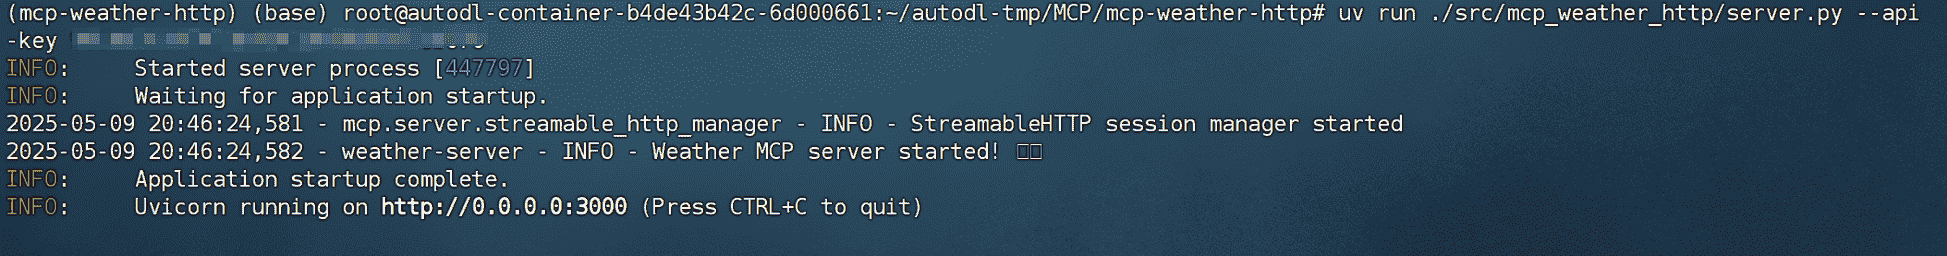 (mcp-weather-http) (base) root@autodl-container-b4de43b42c-6d000661:~/autodl-tmp/MCP/mcp-weather-http# uv run ./src/mcp_weather_http/server.py --api
-key
INFO:     Started server process [447797]
INFO:     Waiting for application startup.
2025-05-09 20:46:24,581 - mcp.server.streamable_http_manager - INFO - StreamableHTTP session manager started
2025-05-09 20:46:24,582 - weather-server - INFO - Weather MCP server started!
INFO:     Application startup complete.
INFO:     Uvicorn running on http://0.0.0.0:3000 (Press CTRL+C to quit)